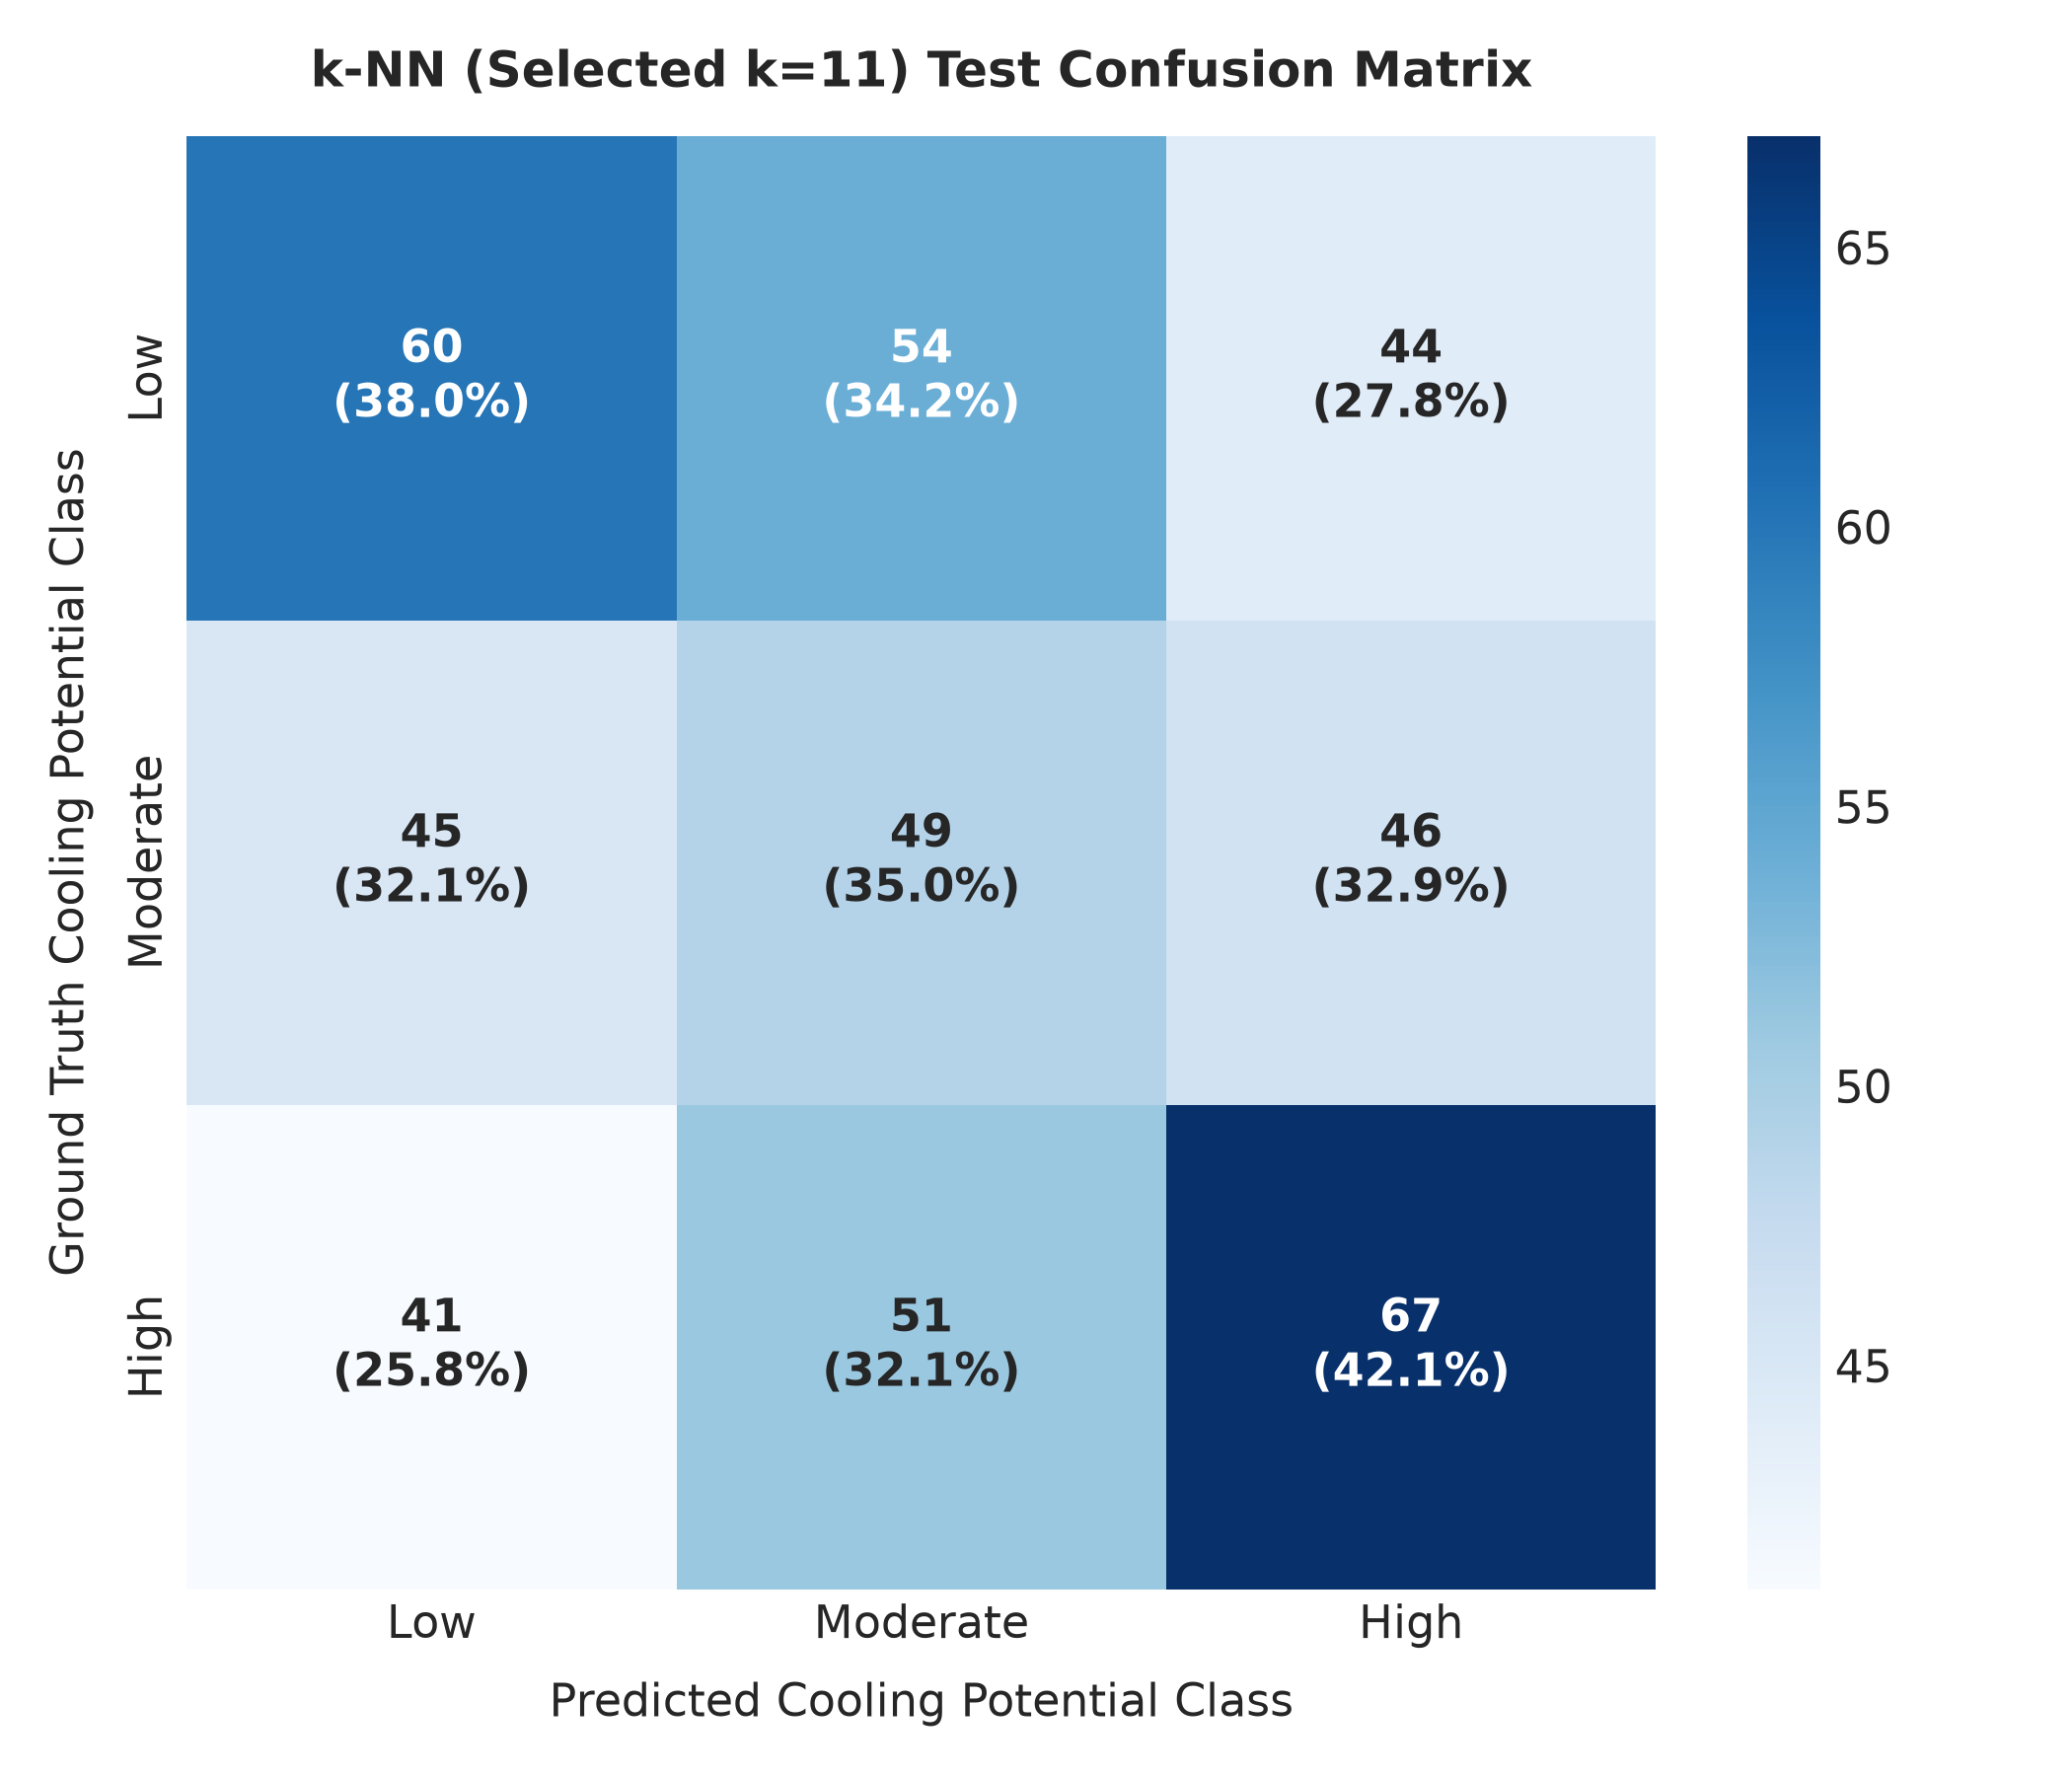 k-NN (Selected k=11) Test Confusion Matrix
Ground Truth Cooling Potential Class
Low
60
(38.0%)
54
(34.2%)
44
(27.8%)
Moderate
45
(32.1%)
49
(35.0%)
46
(32.9%)
High
41
(25.8%)
51
(32.1%)
67
(42.1%)
Low
Moderate
High
Predicted Cooling Potential Class
65
60
55
50
45